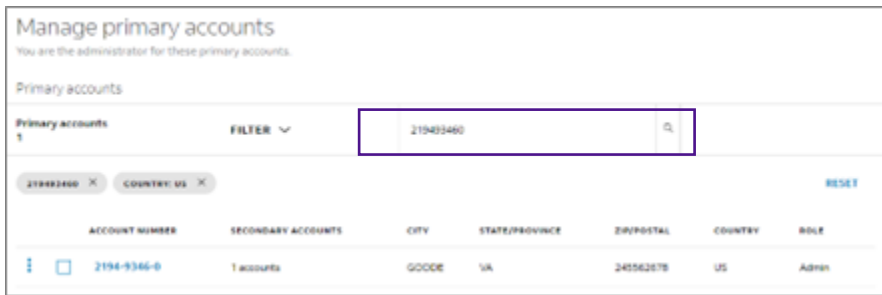 Manage primary accounts
You are the administrator for these primary accounts.
Primary accounts
Primary accounts
1
FILTER
219493460
219493460 ×
COUNTRY: US ×
RESET
ACCOUNT NUMBER SECONDARY ACCOUNTS CITY STATE/PROVINCE ZIP/POSTAL COUNTRY ROLE
2194-9346-0 1 accounts GOODE VA 245562678 US Admin